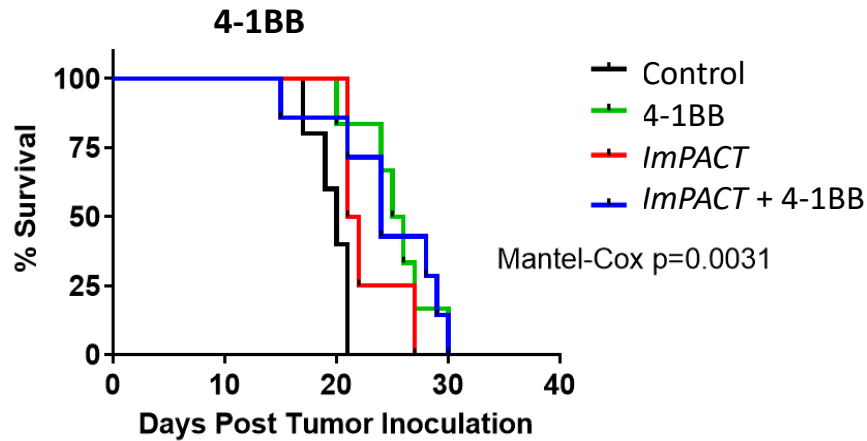 4-1BB
% Survival
100
75
50
25
0
0 10 20 30 40
Days Post Tumor Inoculation
Control
4-1BB
ImPACT
ImPACT + 4-1BB
Mantel-Cox p=0.0031